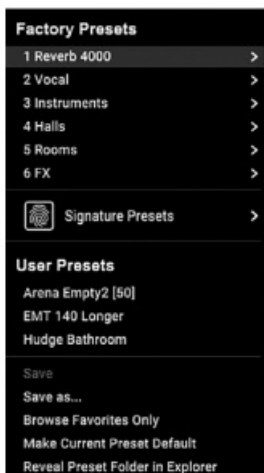 Factory Presets
1 Reverb 4000
2 Vocal
3 Instruments
4 Halls
5 Rooms
6 FX
Signature Presets
User Presets
Arena Empty2 [50]
EMT 140 Longer
Hudge Bathroom
Save
Save as...
Browse Favorites Only
Make Current Preset Default
Reveal Preset Folder in Explorer